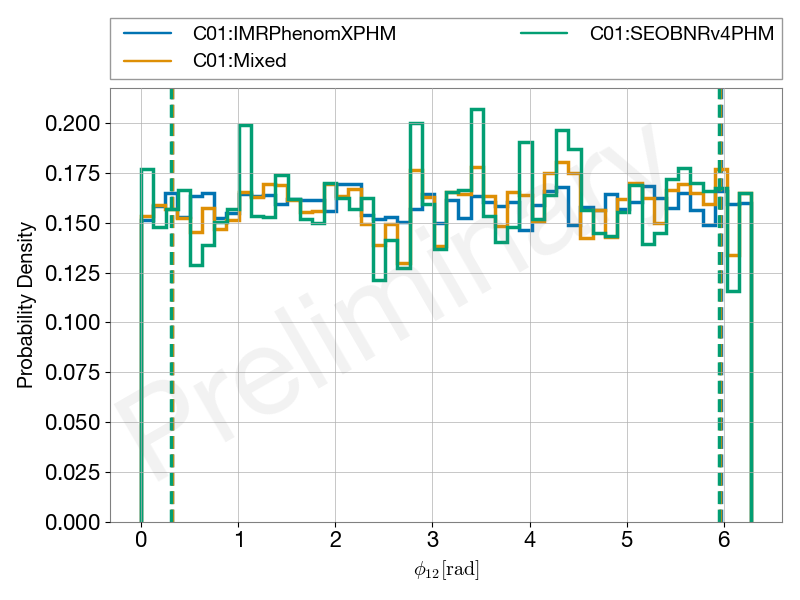 C01:IMRPhenomXPHM
C01:Mixed
C01:SEOBNRv4PHM
0.200
0.175
0.150
0.125
0.100
0.075
0.050
0.025
0.000
Probability Density
Preliminary
0 1 2 3 4 5 6
ϕ₁₂[rad]